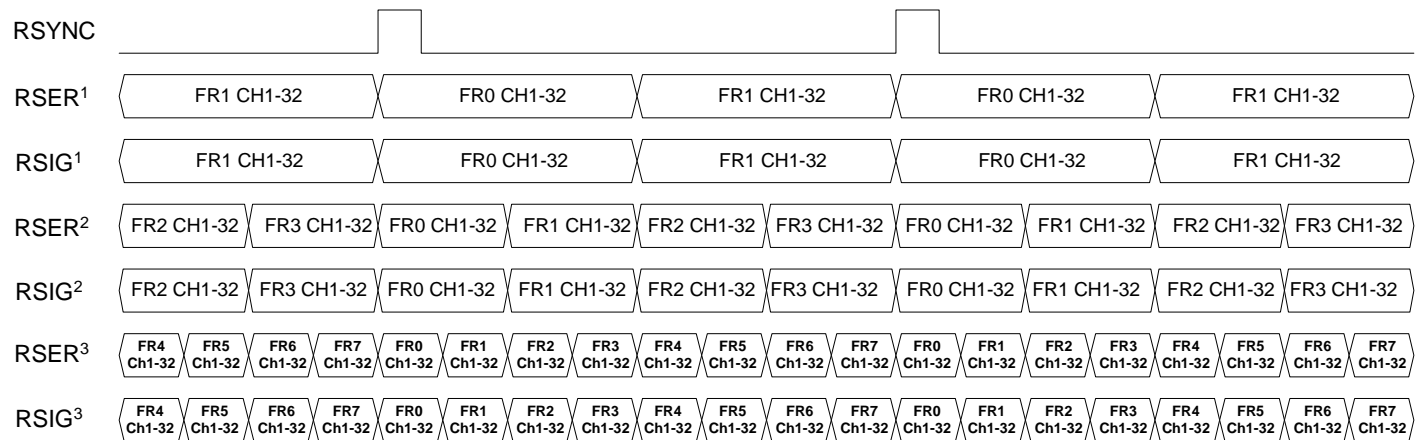 RSYNC
RSER¹ FR1 CH1-32 FR0 CH1-32 FR1 CH1-32 FR0 CH1-32 FR1 CH1-32
RSIG¹ FR1 CH1-32 FR0 CH1-32 FR1 CH1-32 FR0 CH1-32 FR1 CH1-32
RSER² FR2 CH1-32 FR3 CH1-32 FR0 CH1-32 FR1 CH1-32 FR2 CH1-32 FR3 CH1-32 FR0 CH1-32 FR1 CH1-32 FR2 CH1-32 FR3 CH1-32
RSIG² FR2 CH1-32 FR3 CH1-32 FR0 CH1-32 FR1 CH1-32 FR2 CH1-32 FR3 CH1-32 FR0 CH1-32 FR1 CH1-32 FR2 CH1-32 FR3 CH1-32
FR4 FR5 FR6 FR7 FR0 FR1 FR2 FR3 FR4 FR5 FR6 FR7 FR0 FR1 FR2 FR3 FR4 FR5 FR6 FR7
RSER³ Ch1-32 Ch1-32 Ch1-32 Ch1-32 Ch1-32 Ch1-32 Ch1-32 Ch1-32 Ch1-32 Ch1-32 Ch1-32 Ch1-32 Ch1-32 Ch1-32 Ch1-32 Ch1-32 Ch1-32 Ch1-32 Ch1-32 Ch1-32
FR4 FR5 FR6 FR7 FR0 FR1 FR2 FR3 FR4 FR5 FR6 FR7 FR0 FR1 FR2 FR3 FR4 FR5 FR6 FR7
RSIG³ Ch1-32 Ch1-32 Ch1-32 Ch1-32 Ch1-32 Ch1-32 Ch1-32 Ch1-32 Ch1-32 Ch1-32 Ch1-32 Ch1-32 Ch1-32 Ch1-32 Ch1-32 Ch1-32 Ch1-32 Ch1-32 Ch1-32 Ch1-32